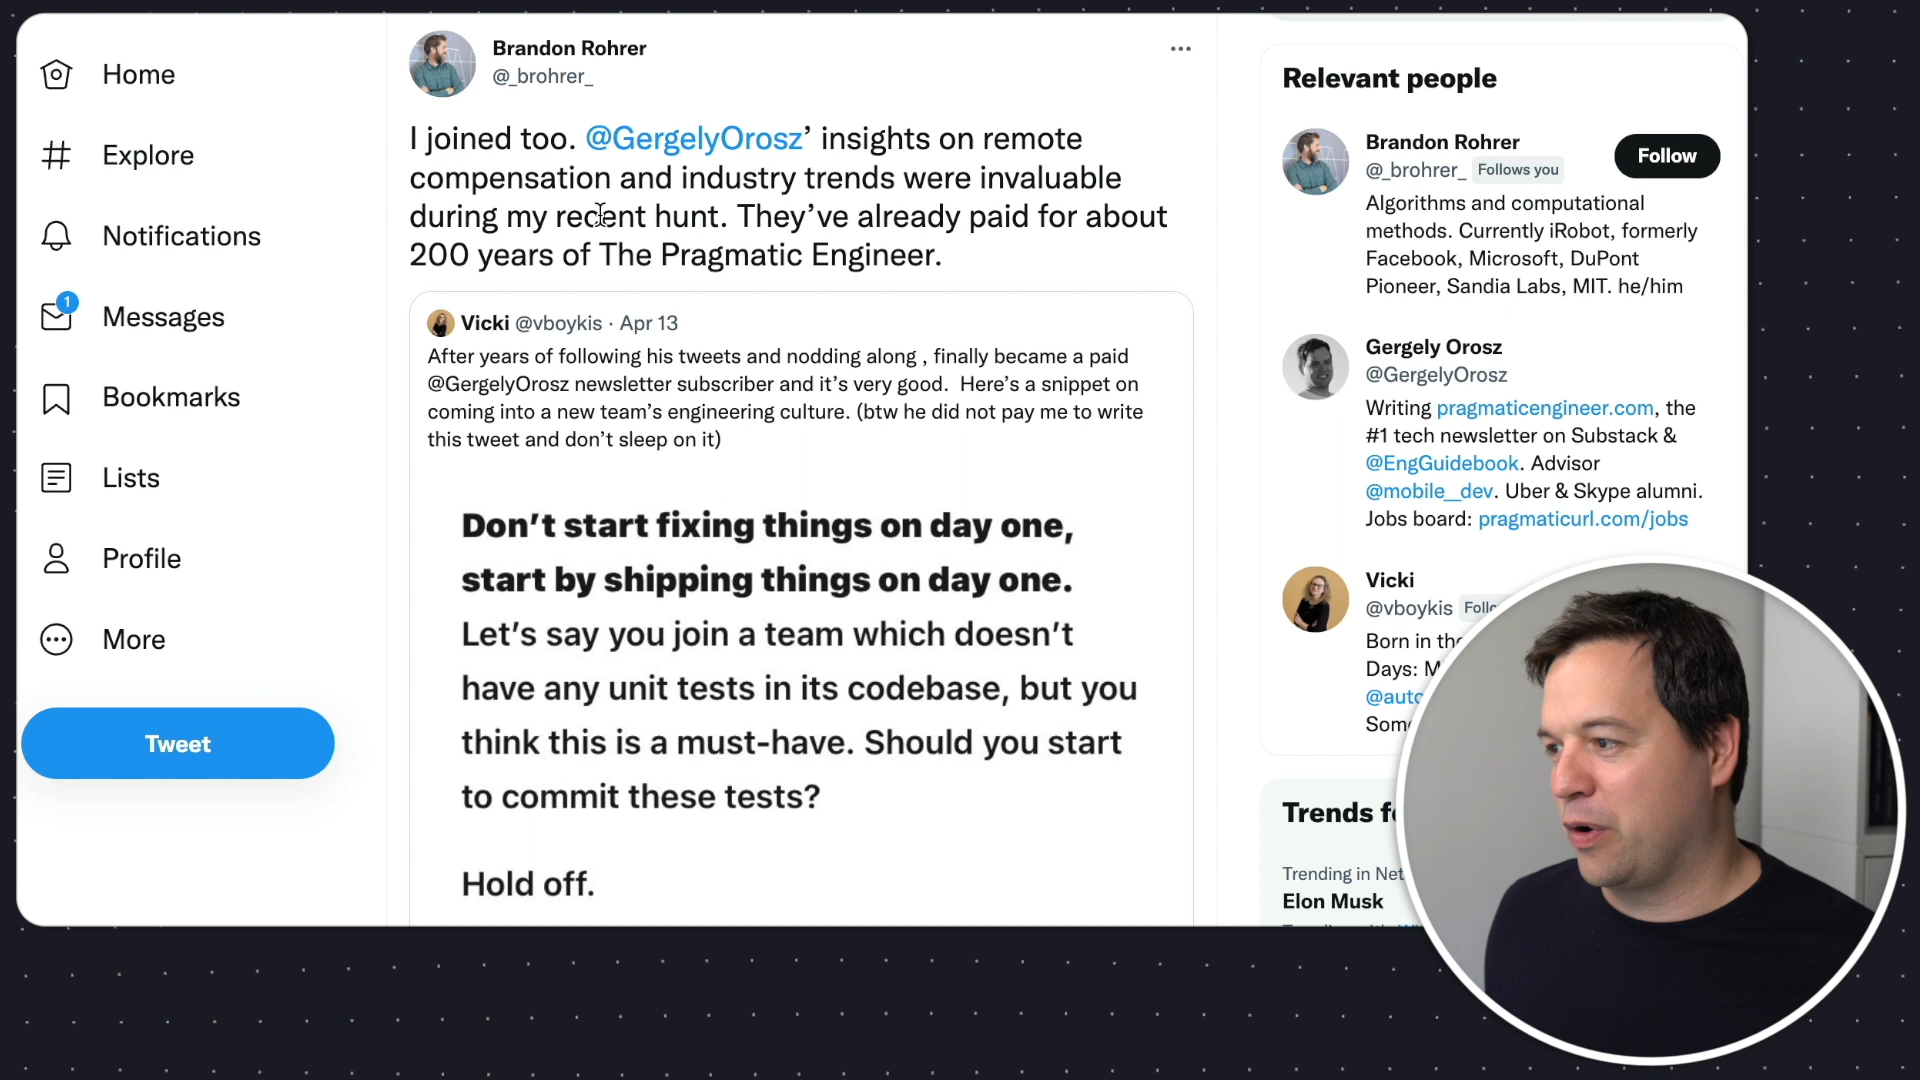 Home
Explore
Notifications
1
Messages
Bookmarks
Lists
Profile
More
Tweet
Brandon Rohrer
@_brohrer_
I joined too. @GergelyOrosz’ insights on remote
compensation and industry trends were invaluable
during my recent hunt. They’ve already paid for about
200 years of The Pragmatic Engineer.
Vicki @vboykis · Apr 13
After years of following his tweets and nodding along , finally became a paid
@GergelyOrosz newsletter subscriber and it’s very good.  Here’s a snippet on
coming into a new team’s engineering culture. (btw he did not pay me to write
this tweet and don’t sleep on it)
Don’t start fixing things on day one,
start by shipping things on day one.
Let’s say you join a team which doesn’t
have any unit tests in its codebase, but you
think this is a must-have. Should you start
to commit these tests?
Hold off.
Relevant people
Brandon Rohrer
@_brohrer_ Follows you
Follow
Algorithms and computational
methods. Currently iRobot, formerly
Facebook, Microsoft, DuPont
Pioneer, Sandia Labs, MIT. he/him
Gergely Orosz
@GergelyOrosz
Writing pragmaticengineer.com, the
#1 tech newsletter on Substack &
@EngGuidebook. Advisor
@mobile__dev. Uber & Skype alumni.
Jobs board: pragmaticurl.com/jobs
Vicki
@vboykis
Born in
Days:
Trends
Trending in
Elon Musk